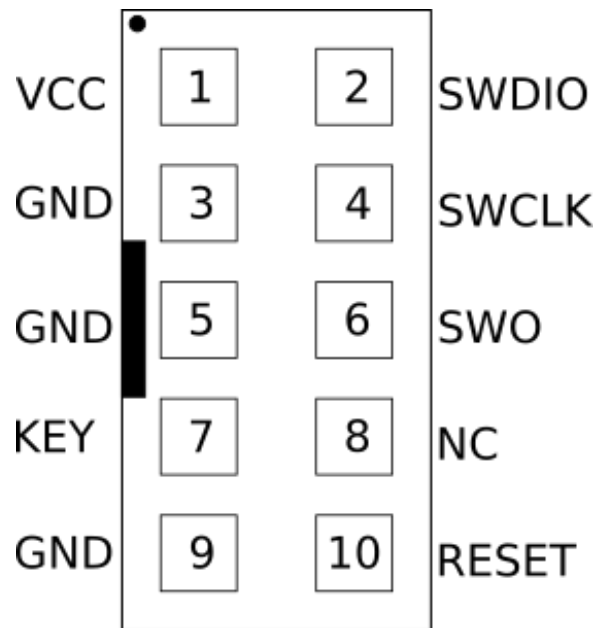 VCC 1 2 SWDIO
GND 3 4 SWCLK
GND 5 6 SWO
KEY 7 8 NC
GND 9 10 RESET